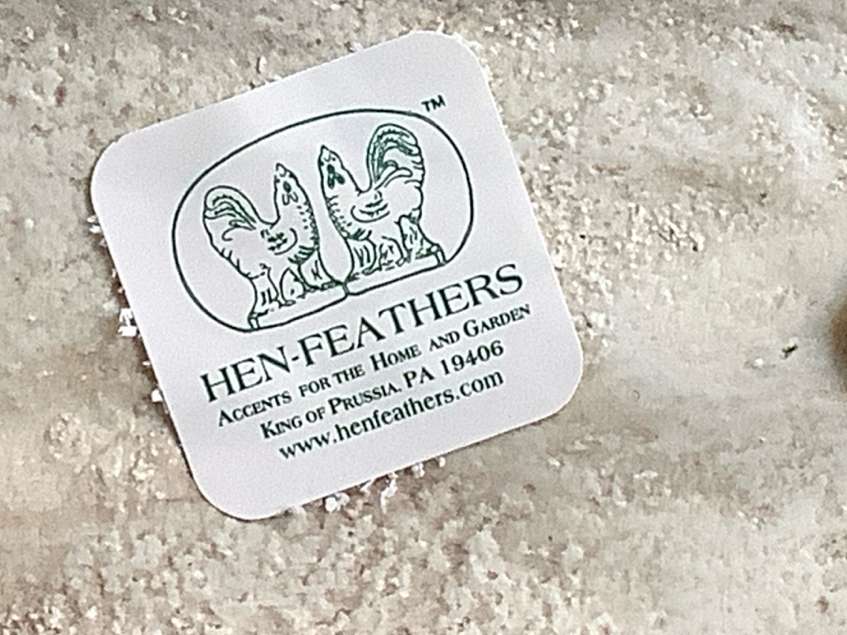 TM
HEN-FEATHERS
ACCENTS FOR THE HOME AND GARDEN
KING OF PRUSSIA, PA 19406
www.henfeathers.com